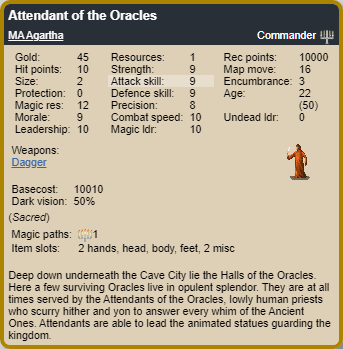 Attendant of the Oracles
MA Agartha Commander
Gold: 45 Resources: 1 Rec points: 10000
Hit points: 10 Strength: 9 Map move: 16
Size: 2 Attack skill: 9 Encumbrance: 3
Protection: 0 Defence skill: 9 Age: 22
Magic res: 12 Precision: 8 (50)
Morale: 9 Combat speed: 10 Undead ldr: 0
Leadership: 10 Magic ldr: 10
Weapons:
Dagger
Basecost: 10010
Dark vision: 50%
(Sacred)
Magic paths: 1
Item slots: 2 hands, head, body, feet, 2 misc
Deep down underneath the Cave City lie the Halls of the Oracles.
Here a few surviving Oracles live in opulent splendor. They are at all
times served by the Attendants of the Oracles, lowly human priests
who scurry hither and yon to answer every whim of the Ancient
Ones. Attendants are able to lead the animated statues guarding the
kingdom.